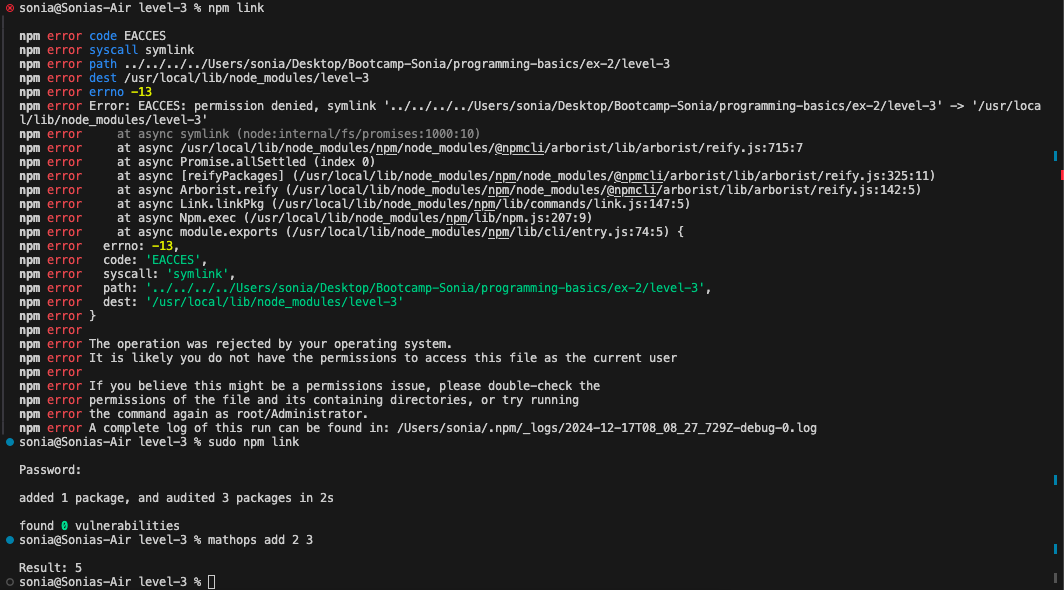 sonia@Sonias-Air level-3 % npm link
npm error code EACCES
npm error syscall symlink
npm error path ../../../../Users/sonia/Desktop/Bootcamp-Sonia/programming-basics/ex-2/level-3
npm error dest /usr/local/lib/node_modules/level-3
npm error errno -13
npm error Error: EACCES: permission denied, symlink '../../../../Users/sonia/Desktop/Bootcamp-Sonia/programming-basics/ex-2/level-3' -> '/usr/loca
l/lib/node_modules/level-3'
npm error     at async symlink (node:internal/fs/promises:1000:10)
npm error     at async /usr/local/lib/node_modules/npm/node_modules/@npmcli/arborist/lib/arborist/reify.js:715:7
npm error     at async Promise.allSettled (index 0)
npm error     at async [reifyPackages] (/usr/local/lib/node_modules/npm/node_modules/@npmcli/arborist/lib/arborist/reify.js:325:11)
npm error     at async Arborist.reify (/usr/local/lib/node_modules/npm/node_modules/@npmcli/arborist/lib/arborist/reify.js:142:5)
npm error     at async Link.linkPkg (/usr/local/lib/node_modules/npm/lib/commands/link.js:147:5)
npm error     at async Npm.exec (/usr/local/lib/node_modules/npm/lib/npm.js:207:9)
npm error     at async module.exports (/usr/local/lib/node_modules/npm/lib/cli/entry.js:74:5) {
npm error   errno: -13,
npm error   code: 'EACCES',
npm error   syscall: 'symlink',
npm error   path: '../../../../Users/sonia/Desktop/Bootcamp-Sonia/programming-basics/ex-2/level-3',
npm error   dest: '/usr/local/lib/node_modules/level-3'
npm error }
npm error
npm error The operation was rejected by your operating system.
npm error It is likely you do not have the permissions to access this file as the current user
npm error
npm error If you believe this might be a permissions issue, please double-check the
npm error permissions of the file and its containing directories, or try running
npm error the command again as root/Administrator.
npm error A complete log of this run can be found in: /Users/sonia/.npm/_logs/2024-12-17T08_08_27_729Z-debug-0.log
sonia@Sonias-Air level-3 % sudo npm link
Password:
added 1 package, and audited 3 packages in 2s
found 0 vulnerabilities
sonia@Sonias-Air level-3 % mathops add 2 3
Result: 5
sonia@Sonias-Air level-3 %